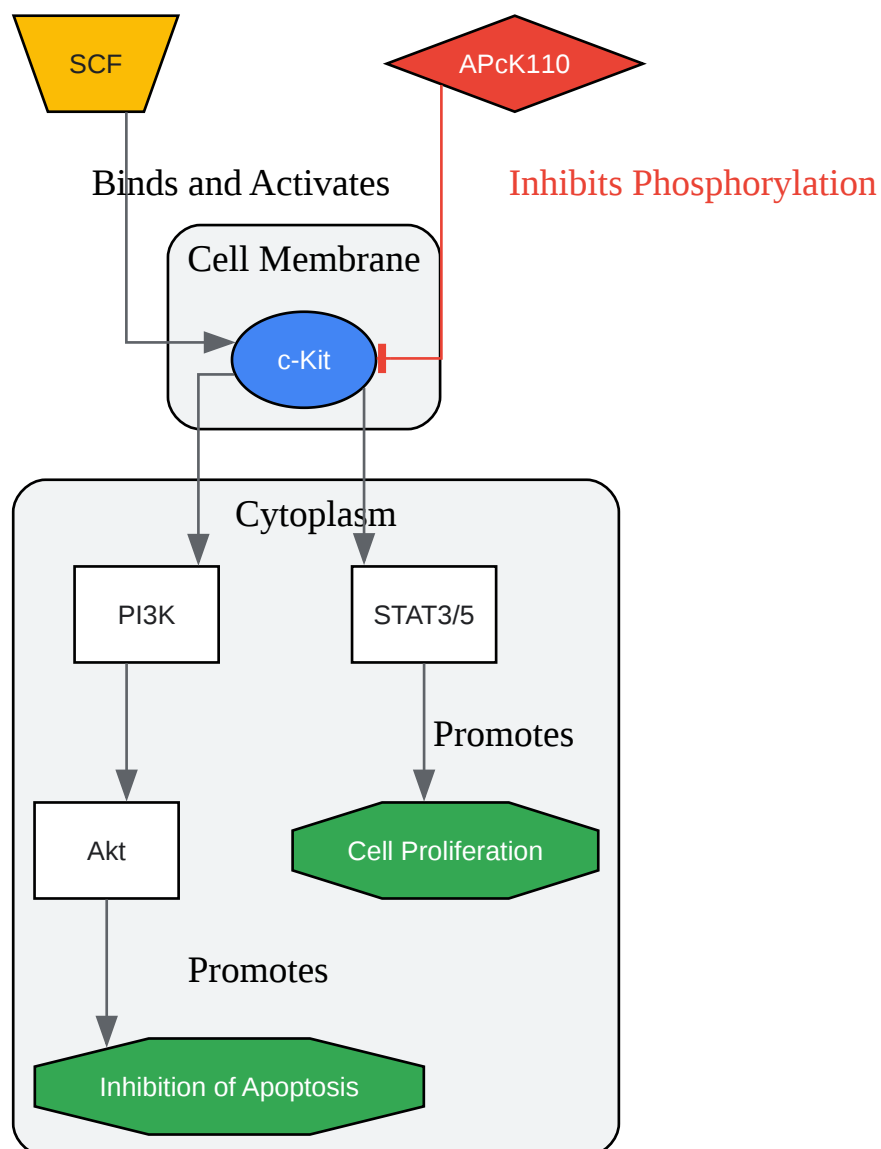 SCF
APcK110
Binds and Activates
Inhibits Phosphorylation
Cell Membrane
c-Kit
Cytoplasm
PI3K
STAT3/5
Promotes
Akt
Cell Proliferation
Promotes
Inhibition of Apoptosis